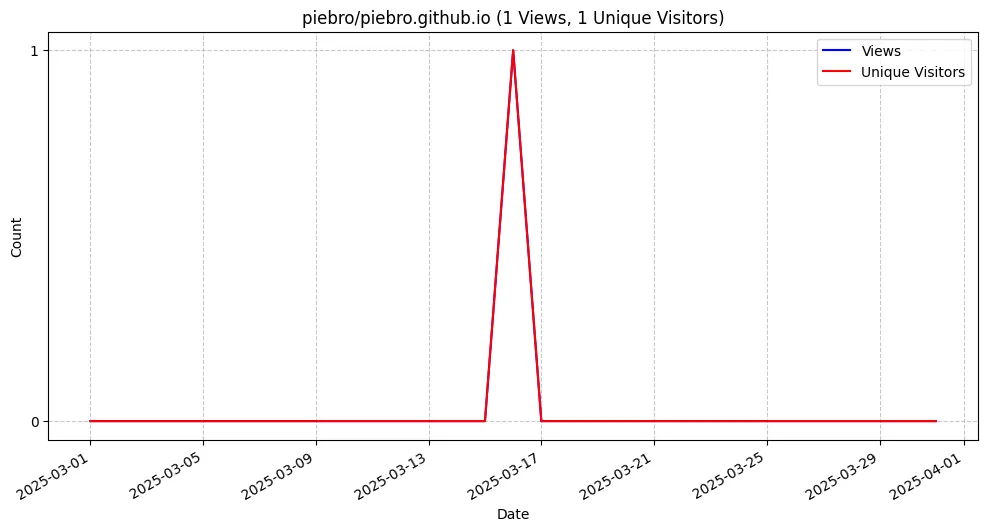 piebro/piebro.github.io (1 Views, 1 Unique Visitors)
Views
Unique Visitors
1
0
Count
2025-03-01
2025-03-05
2025-03-09
2025-03-13
2025-03-17
2025-03-21
2025-03-25
2025-03-29
2025-04-01
Date